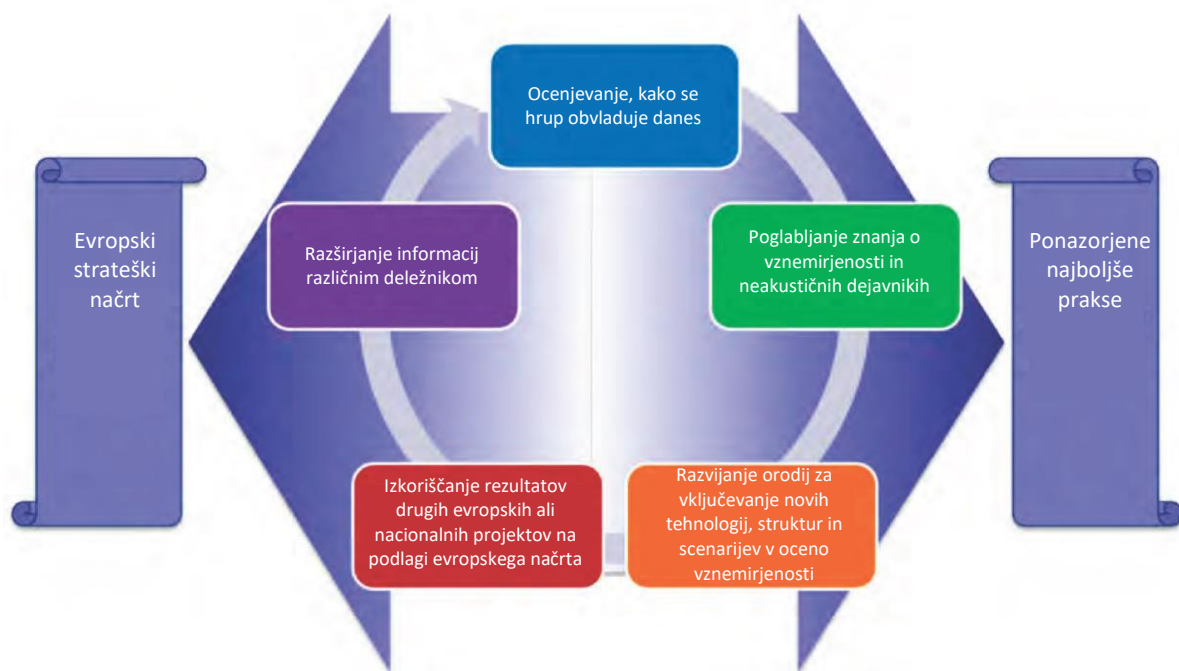 Ocenjevanje, kako se
hrup obvladuje danes
Evropski
strateški
načrt
Razširjanje informacij
različnim deležnikom
Poglabljanje znanja o
vznemirjenosti in
neakustičnih dejavnikih
Ponazorjene
najboljše
prakse
Izkoriščanje rezultatov
drugih evropskih ali
nacionalnih projektov na
podlagi evropskega načrta
Razvijanje orodij za
vključevanje novih
tehnologij, struktur in
scenarijev v oceno
vznemirjenosti